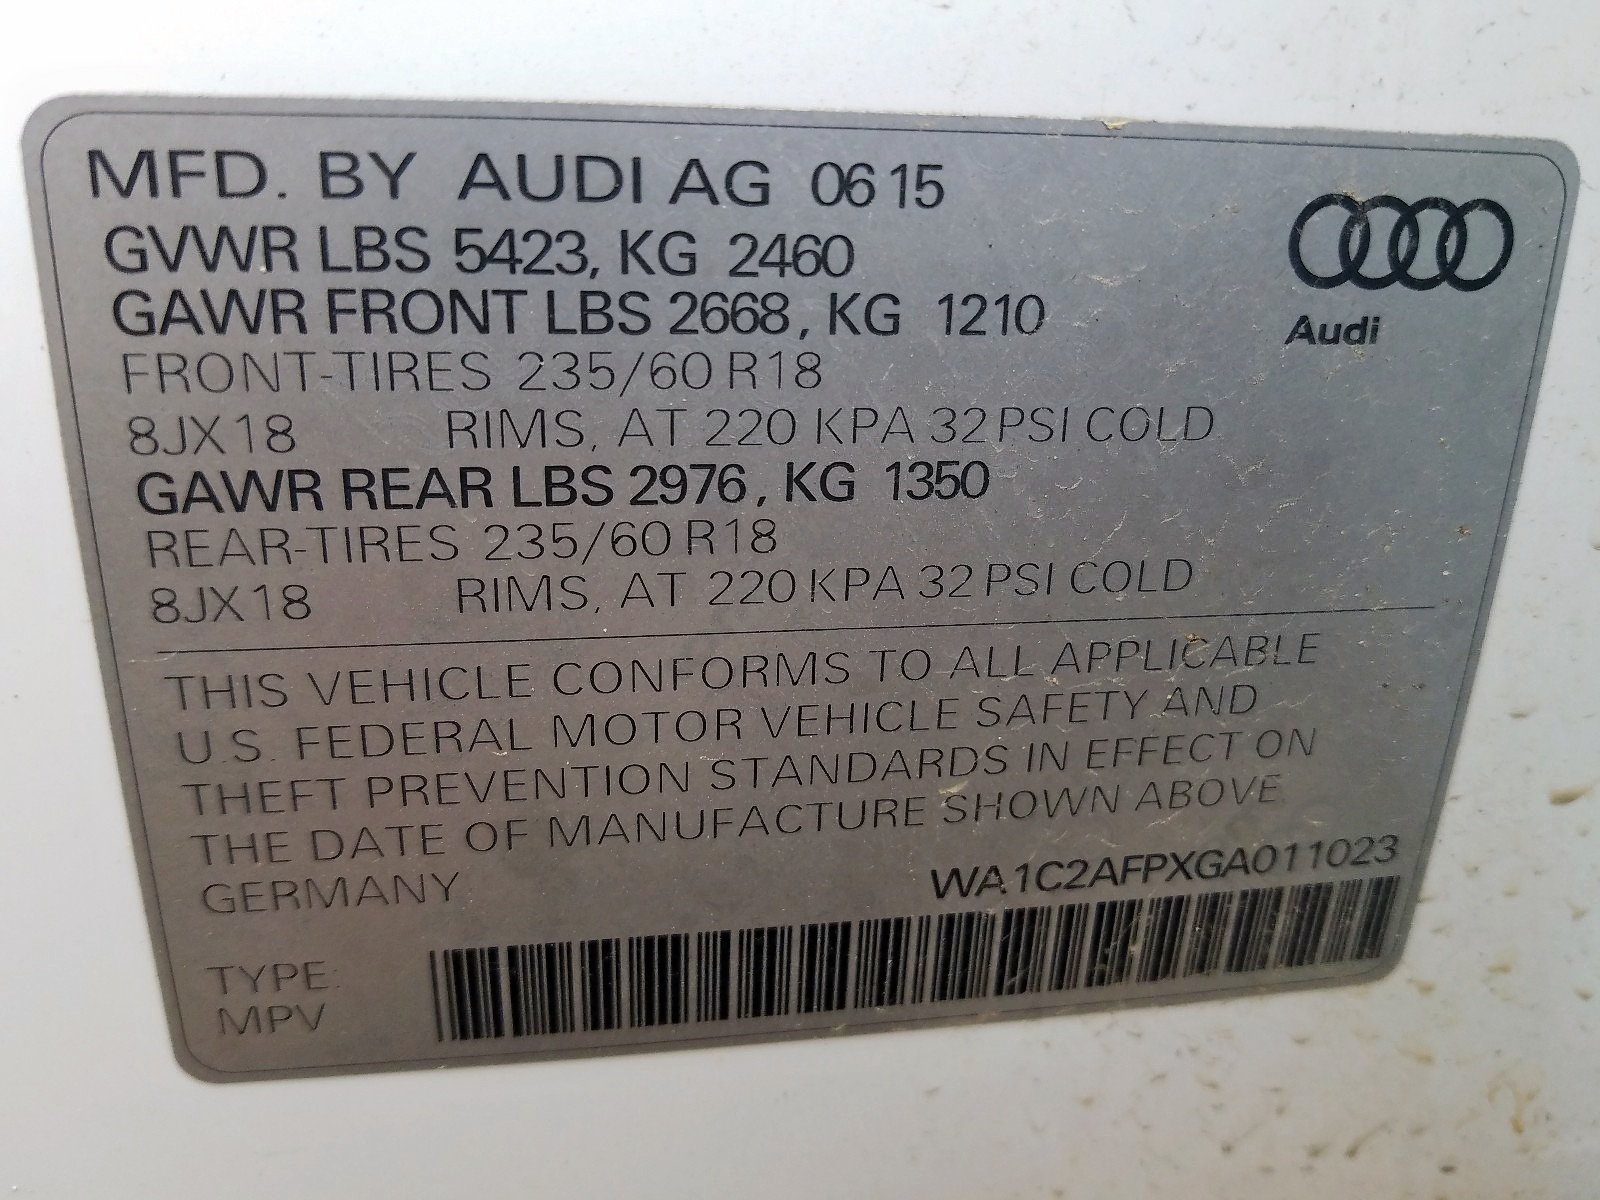 MFD. BY AUDI AG 06 15
GVWR LBS 5423, KG 2460
GAWR FRONT LBS 2668, KG 1210
FRONT-TIRES 235/60 R18
8JX18 RIMS, AT 220 KPA 32 PSI COLD
GAWR REAR LBS 2976, KG 1350
REAR-TIRES 235/60 R18
8JX18 RIMS, AT 220 KPA 32 PSI COLD
Audi
THIS VEHICLE CONFORMS TO ALL APPLICABLE
U.S. FEDERAL MOTOR VEHICLE SAFETY AND
THEFT PREVENTION STANDARDS IN EFFECT ON
THE DATE OF MANUFACTURE SHOWN ABOVE
GERMANY
WA1C2AFPXGA011023
TYPE:
MPV